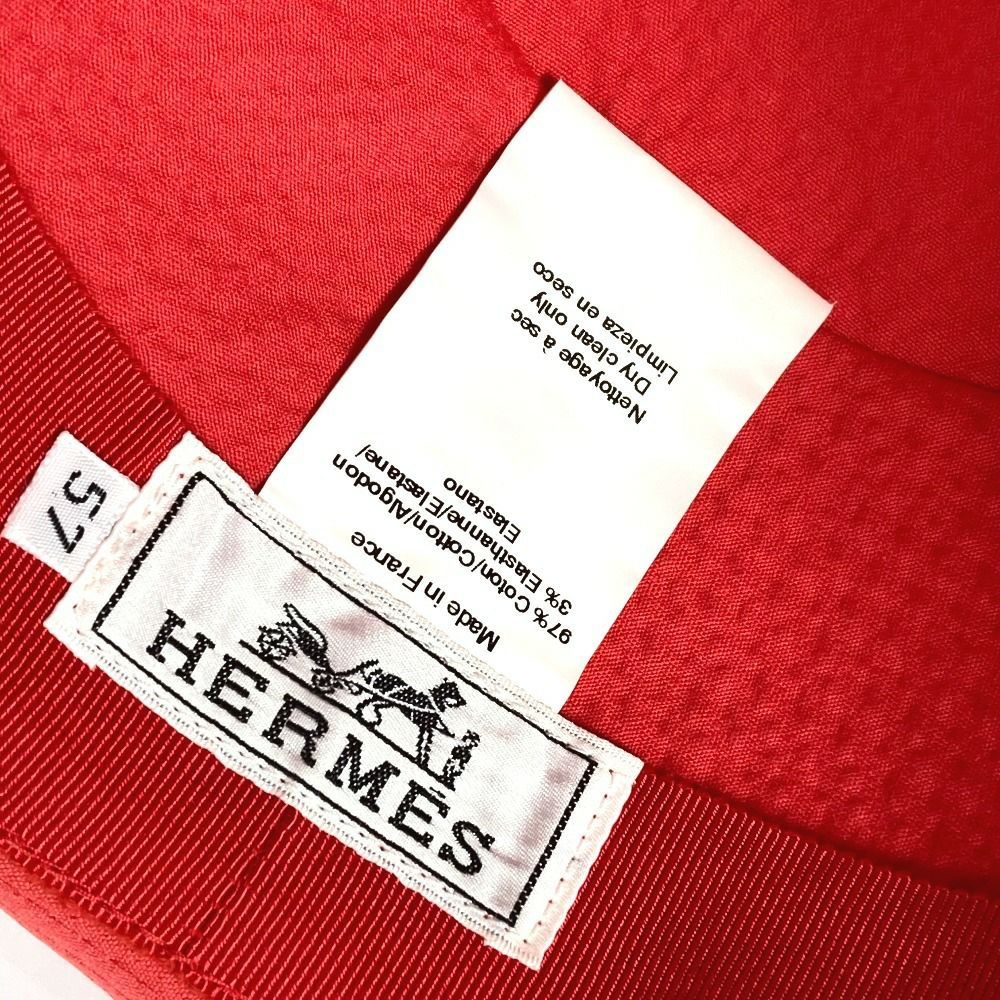 57
HERMES
Made in France
97% Coton/Cotton/Algodon
3% Elasthanne/Elastane/
Elastano
Nettoyage à sec
Dry clean only
Limpieza en seco